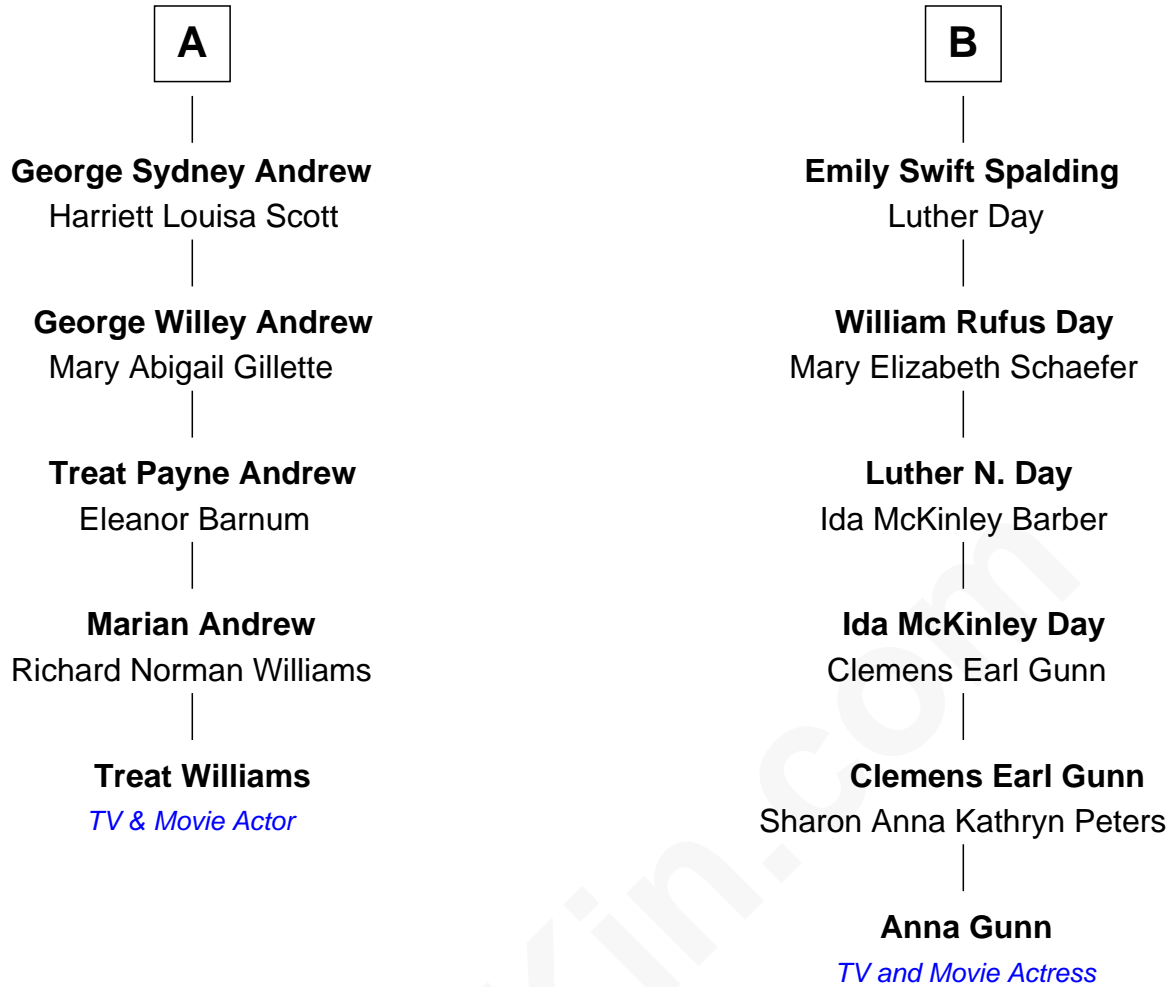 A
George Sydney Andrew
Harriett Louisa Scott
George Willey Andrew
Mary Abigail Gillette
Treat Payne Andrew
Eleanor Barnum
Marian Andrew
Richard Norman Williams
Treat Williams
TV & Movie Actor
B
Emily Swift Spalding
Luther Day
William Rufus Day
Mary Elizabeth Schaefer
Luther N. Day
Ida McKinley Barber
Ida McKinley Day
Clemens Earl Gunn
Clemens Earl Gunn
Sharon Anna Kathryn Peters
Anna Gunn
TV and Movie Actress
Kin.com